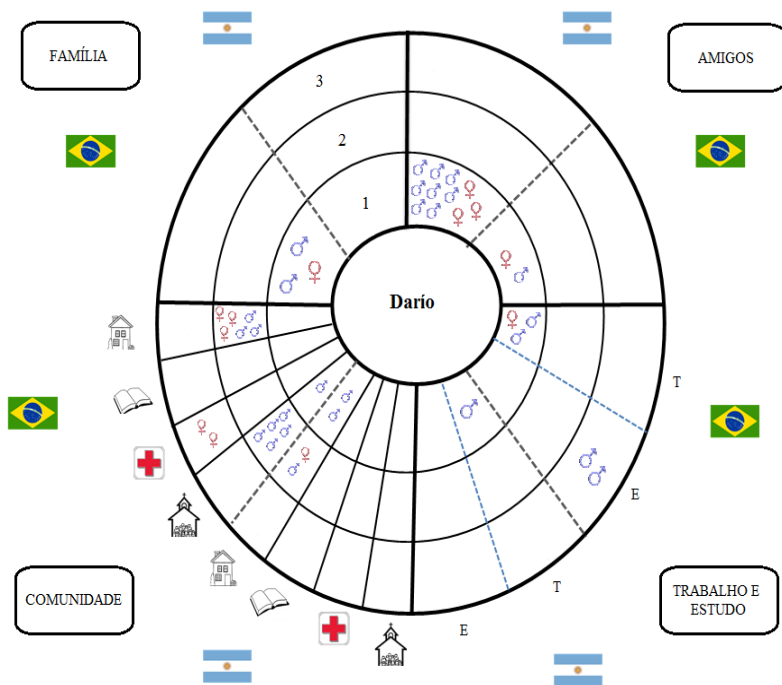 FAMÍLIA
AMIGOS
3
2
1
Darío
T
E
T
E
COMUNIDADE
TRABALHO E
ESTUDO